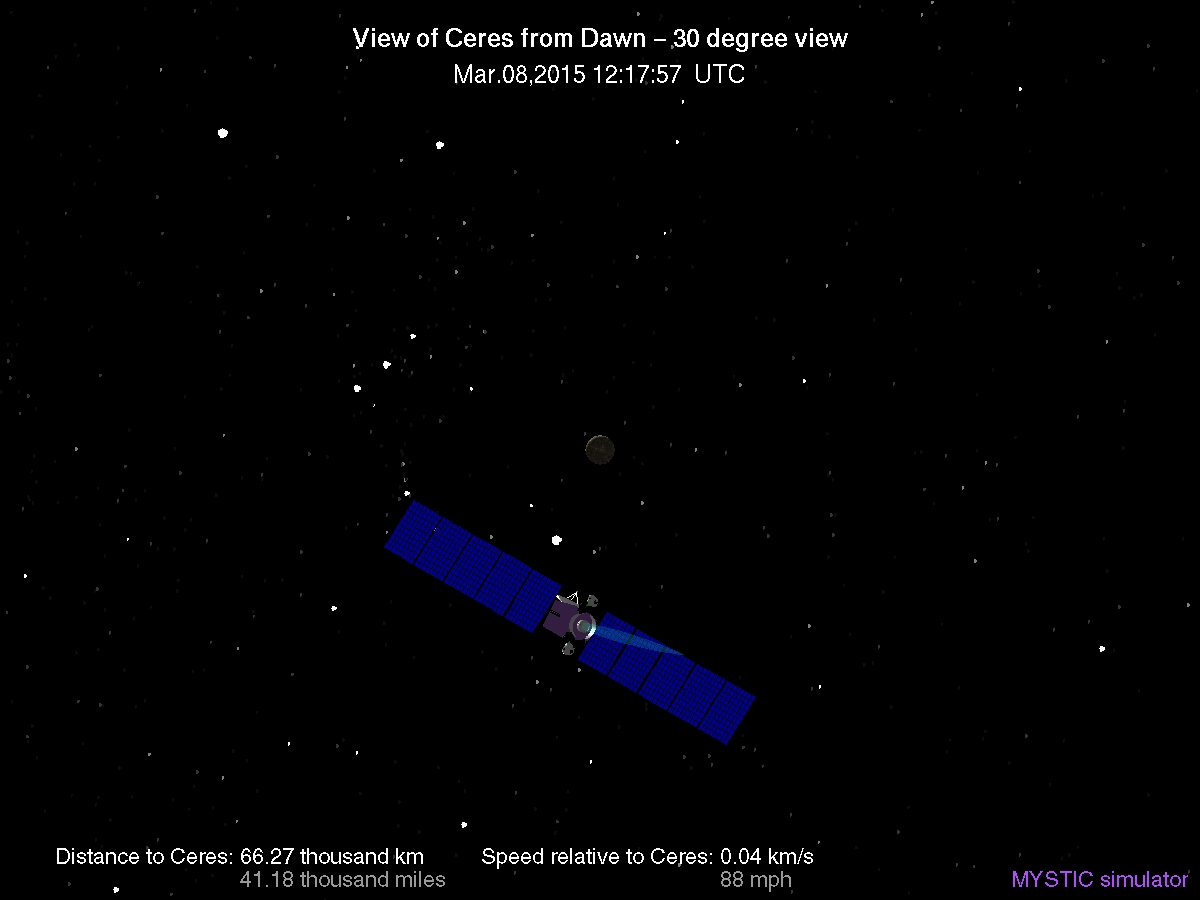 View of Ceres from Dawn – 30 degree view
Mar.08,2015 12:17:57 UTC
Distance to Ceres: 66.27 thousand km Speed relative to Ceres: 0.04 km/s
41.18 thousand miles 88 mph MYSTIC simulator